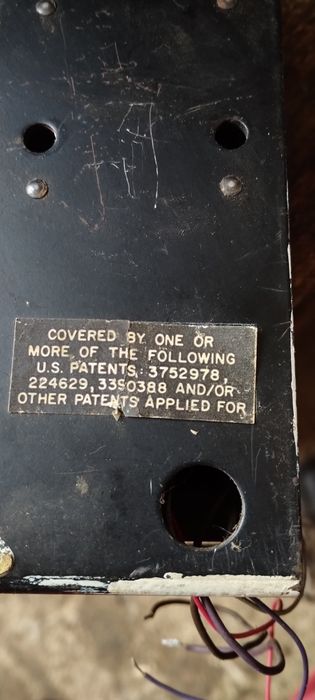 COVERED BY ONE OR
MORE OF THE FOLLOWING
U.S. PATENTS: 3752978,
224629, 3390388 AND/OR
OTHER PATENTS APPLIED FOR